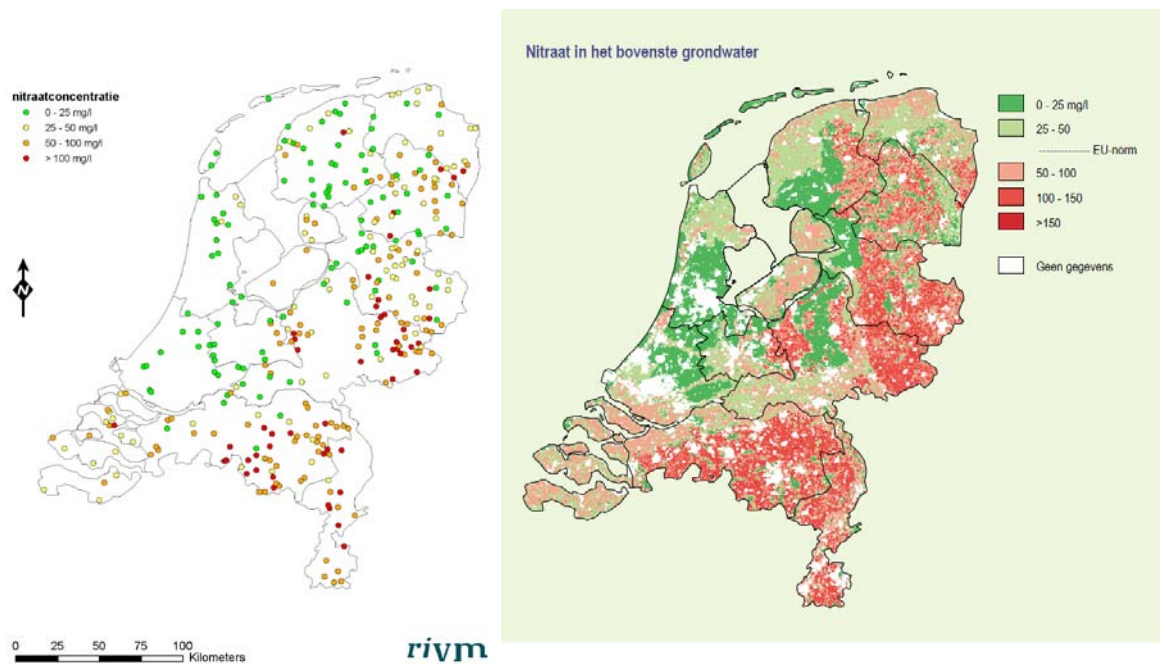 nitraatconcentratie
0 - 25 mg/l
25 - 50 mg/l
50 - 100 mg/l
> 100 mg/l
N
0 25 50 75 100
Kilometers
rivm
Nitraat in het bovenste grondwater
0 - 25 mg/l
25 - 50
EU-norm
50 - 100
100 - 150
>150
Geen gegevens